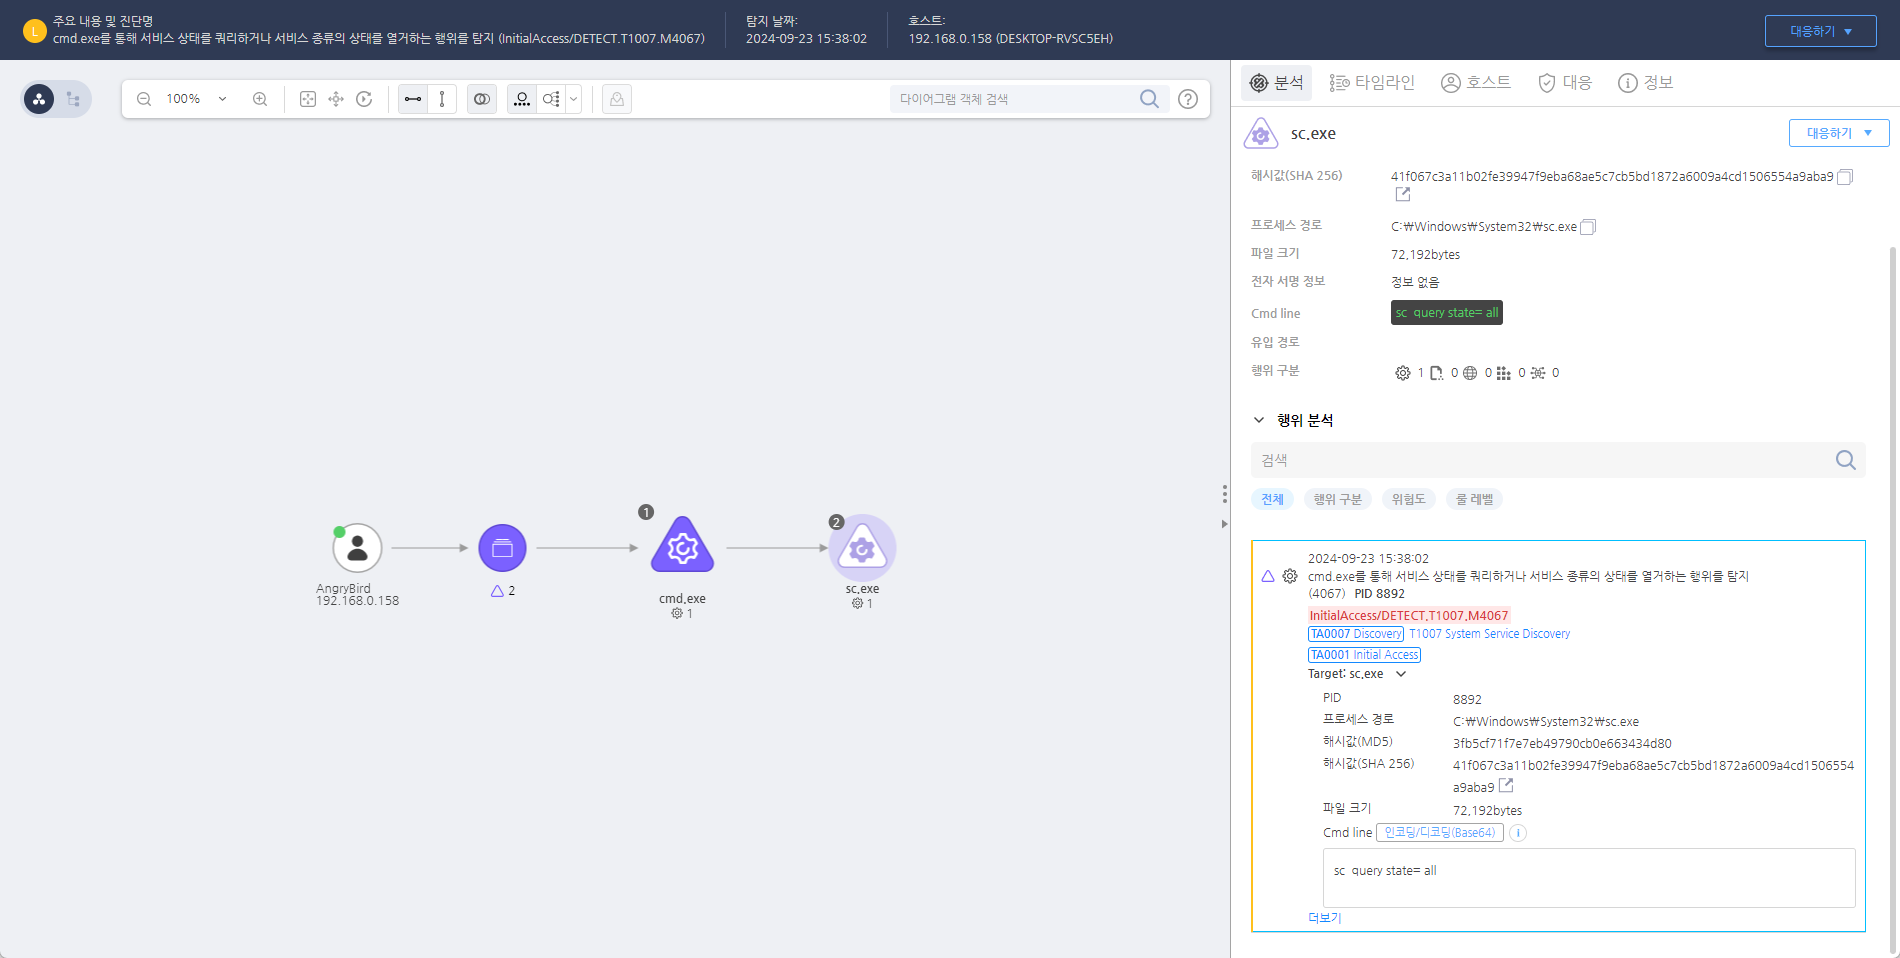 L
주요 내용 및 진단명
cmd.exe를 통해 서비스 상태를 쿼리하거나 서비스 종류의 상태를 열거하는 행위를 탐지 (InitialAccess/DETECT.T1007.M4067)
탐지 날짜:
2024-09-23 15:38:02
호스트:
192.168.0.158 (DESKTOP-RVSC5EH)
대응하기
100%
다이어그램 객체 검색
AngryBird
192.168.0.158
2
1
cmd.exe
1
2
sc.exe
1
분석
타임라인
호스트
대응
정보
sc.exe
대응하기
해시값(SHA 256)
41f067c3a11b02fe39947f9eba68ae5c7cb5bd1872a6009a4cd1506554a9aba9
프로세스 경로
C:₩Windows₩System32₩sc.exe
파일 크기
72,192bytes
전자 서명 정보
정보 없음
Cmd line
sc  query state= all
유입 경로
행위 구분
1 0 0 0 0
행위 분석
검색
전체
행위 구분
위험도
룰 레벨
2024-09-23 15:38:02
cmd.exe를 통해 서비스 상태를 쿼리하거나 서비스 종류의 상태를 열거하는 행위를 탐지
(4067) PID 8892
InitialAccess/DETECT.T1007.M4067
TA0007 Discovery T1007 System Service Discovery
TA0001 Initial Access
Target: sc.exe
PID
8892
프로세스 경로
C:₩Windows₩System32₩sc.exe
해시값(MD5)
3fb5cf71f7e7eb49790cb0e663434d80
해시값(SHA 256)
41f067c3a11b02fe39947f9eba68ae5c7cb5bd1872a6009a4cd1506554
a9aba9
파일 크기
72,192bytes
Cmd line 인코딩/디코딩(Base64)
sc  query state= all
더보기